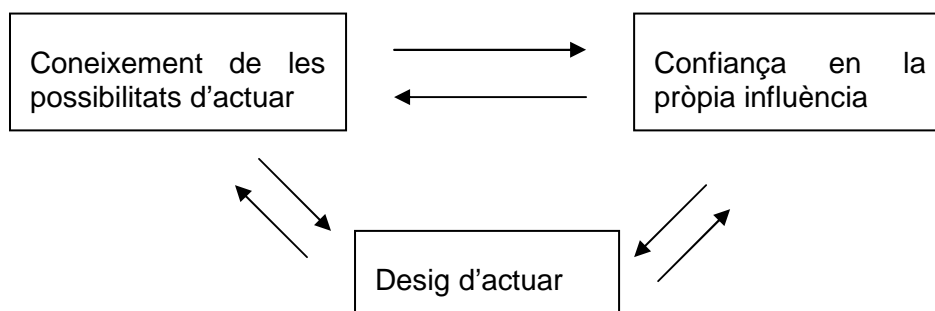 Coneixement de les
possibilitats d’actuar
Confiança en la
pròpia influència
Desig d’actuar